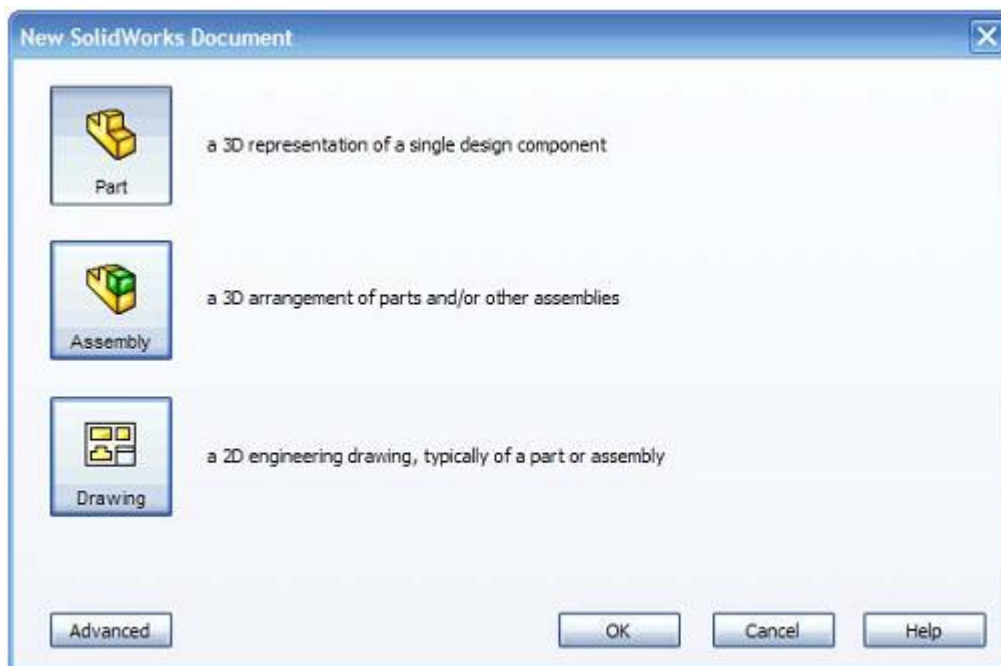 New SolidWorks Document
Part
a 3D representation of a single design component
Assembly
a 3D arrangement of parts and/or other assemblies
Drawing
a 2D engineering drawing, typically of a part or assembly
Advanced
OK
Cancel
Help